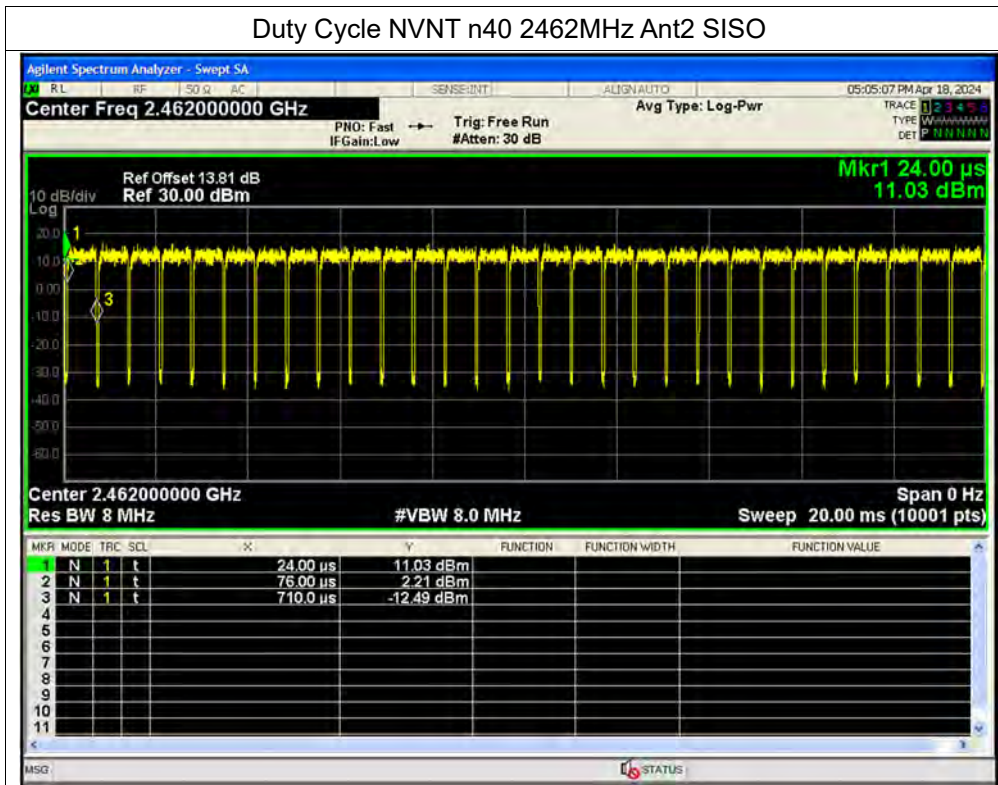 Duty Cycle NVNT n40 2462MHz Ant2 SISO
Agilent Spectrum Analyzer - Swept SA
RL RF 50 Ω AC SENSE:INT ALIGN AUTO 05:05:07 PM Apr 18, 2024
Center Freq 2.462000000 GHz Avg Type: Log-Pwr TRACE 1 2 3 4 5 6
PNO: Fast Trig: Free Run TYPE W
IFGain:Low #Atten: 30 dB DET P N N N N N
Mkr1 24.00 µs
Ref Offset 13.81 dB
10 dB/div Ref 30.00 dBm 11.03 dBm
Log
20.0
1
10.0
0.00
3
-10.0
-20.0
-30.0
-40.0
-50.0
-60.0
Center 2.462000000 GHz Span 0 Hz
Res BW 8 MHz #VBW 8.0 MHz Sweep 20.00 ms (10001 pts)
MKR MODE TRC SCL X Y FUNCTION FUNCTION WIDTH FUNCTION VALUE
1 N 1 t 24.00 µs 11.03 dBm
2 N 1 t 76.00 µs 2.21 dBm
3 N 1 t 710.0 µs -12.49 dBm
4
5
6
7
8
9
10
11
MSG STATUS